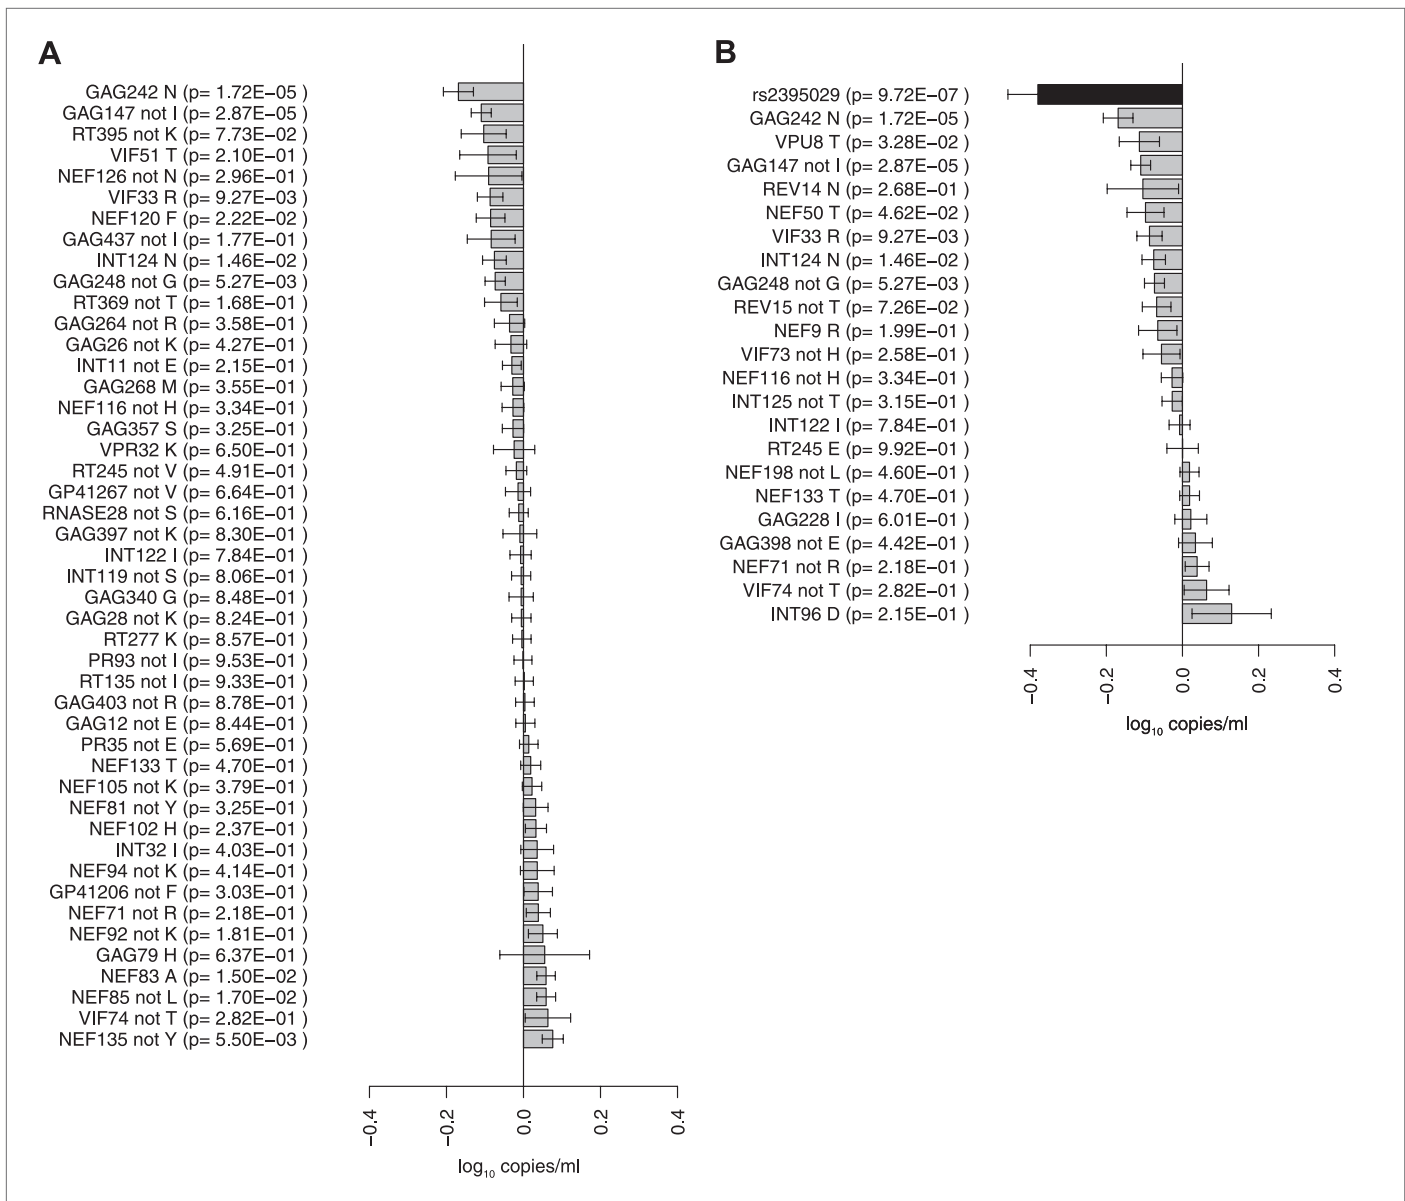 A
GAG242 N (p= 1.72E−05 )
GAG147 not I (p= 2.87E−05 )
RT395 not K (p= 7.73E−02 )
VIF51 T (p= 2.10E−01 )
NEF126 not N (p= 2.96E−01 )
VIF33 R (p= 9.27E−03 )
NEF120 F (p= 2.22E−02 )
GAG437 not I (p= 1.77E−01 )
INT124 N (p= 1.46E−02 )
GAG248 not G (p= 5.27E−03 )
RT369 not T (p= 1.68E−01 )
GAG264 not R (p= 3.58E−01 )
GAG26 not K (p= 4.27E−01 )
INT11 not E (p= 2.15E−01 )
GAG268 M (p= 3.55E−01 )
NEF116 not H (p= 3.34E−01 )
GAG357 S (p= 3.25E−01 )
VPR32 K (p= 6.50E−01 )
RT245 not V (p= 4.91E−01 )
GP41267 not V (p= 6.64E−01 )
RNASE28 not S (p= 6.16E−01 )
GAG397 not K (p= 8.30E−01 )
INT122 I (p= 7.84E−01 )
INT119 not S (p= 8.06E−01 )
GAG340 G (p= 8.48E−01 )
GAG28 not K (p= 8.24E−01 )
RT277 K (p= 8.57E−01 )
PR93 not I (p= 9.53E−01 )
RT135 not I (p= 9.33E−01 )
GAG403 not R (p= 8.78E−01 )
GAG12 not E (p= 8.44E−01 )
PR35 not E (p= 5.69E−01 )
NEF133 T (p= 4.70E−01 )
NEF105 not K (p= 3.79E−01 )
NEF81 not Y (p= 3.25E−01 )
NEF102 H (p= 2.37E−01 )
INT32 I (p= 4.03E−01 )
NEF94 not K (p= 4.14E−01 )
GP41206 not F (p= 3.03E−01 )
NEF71 not R (p= 2.18E−01 )
NEF92 not K (p= 1.81E−01 )
GAG79 H (p= 6.37E−01 )
NEF83 A (p= 1.50E−02 )
NEF85 not L (p= 1.70E−02 )
VIF74 not T (p= 2.82E−01 )
NEF135 not Y (p= 5.50E−03 )
−0.4 −0.2 0.0 0.2 0.4
log10 copies/ml
B
rs2395029 (p= 9.72E−07 )
GAG242 N (p= 1.72E−05 )
VPU8 T (p= 3.28E−02 )
GAG147 not I (p= 2.87E−05 )
REV14 N (p= 2.68E−01 )
NEF50 T (p= 4.62E−02 )
VIF33 R (p= 9.27E−03 )
INT124 N (p= 1.46E−02 )
GAG248 not G (p= 5.27E−03 )
REV15 not T (p= 7.26E−02 )
NEF9 R (p= 1.99E−01 )
VIF73 not H (p= 2.58E−01 )
NEF116 not H (p= 3.34E−01 )
INT125 not T (p= 3.15E−01 )
INT122 I (p= 7.84E−01 )
RT245 E (p= 9.92E−01 )
NEF198 not L (p= 4.60E−01 )
NEF133 T (p= 4.70E−01 )
GAG228 I (p= 6.01E−01 )
GAG398 not E (p= 4.42E−01 )
NEF71 not R (p= 2.18E−01 )
VIF74 not T (p= 2.82E−01 )
INT96 D (p= 2.15E−01 )
−0.4 −0.2 0.0 0.2 0.4
log10 copies/ml